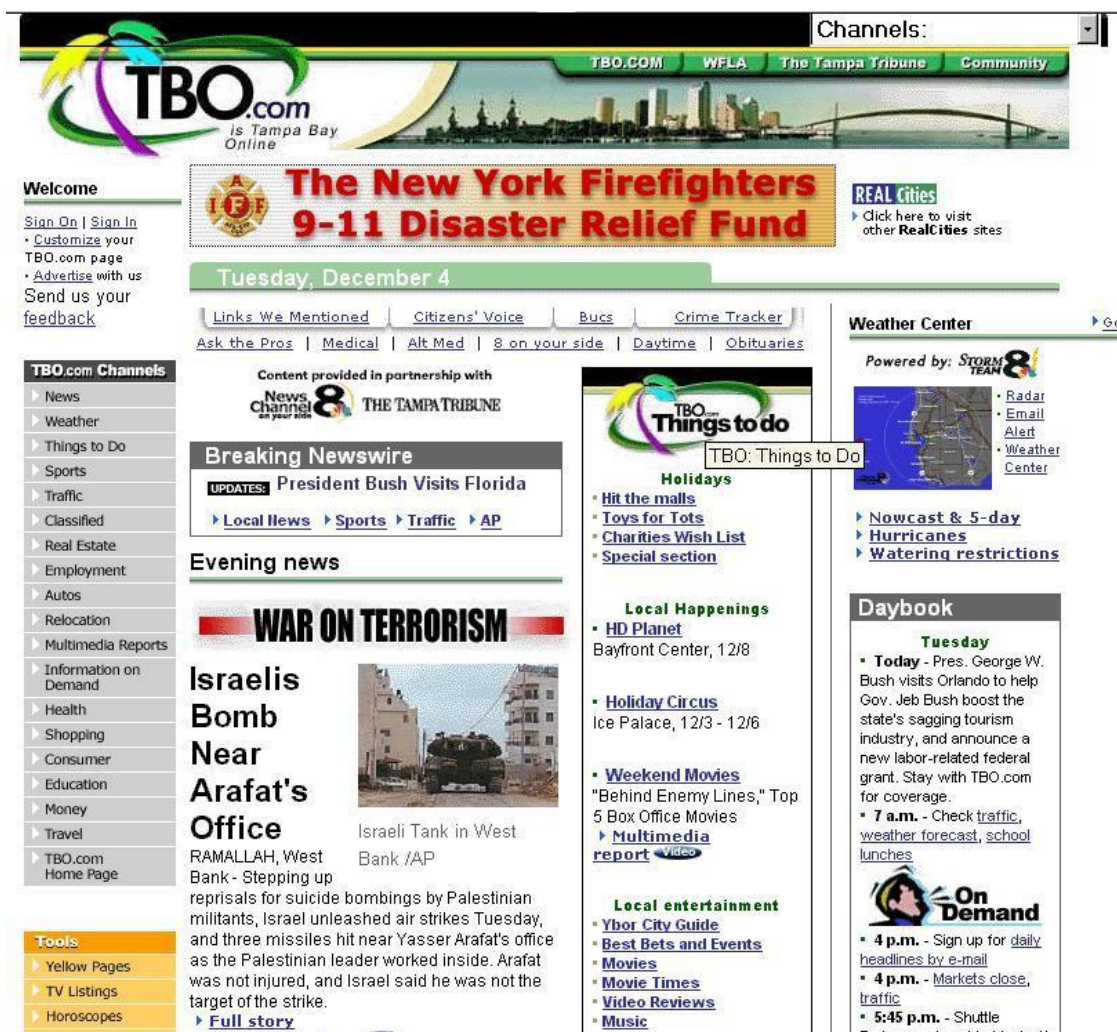 Channels:
TBO.COM WFLA The Tampa Tribune Community
TBO.com
is Tampa Bay
Online
Welcome
Sign On | Sign In
• Customize your
TBO.com page
• Advertise with us
Send us your
feedback
The New York Firefighters
9-11 Disaster Relief Fund
REAL Cities
Click here to visit
other RealCities sites
Tuesday, December 4
Links We Mentioned Citizens' Voice Bucs Crime Tracker
Ask the Pros | Medical | Alt Med | 8 on your side | Daytime | Obituaries
TBO.com Channels
News
Weather
Things to Do
Sports
Traffic
Classified
Real Estate
Employment
Autos
Relocation
Multimedia Reports
Information on
Demand
Health
Shopping
Consumer
Education
Money
Travel
TBO.com
Home Page
Tools
Yellow Pages
TV Listings
Horoscopes
Content provided in partnership with
News
Channel 8
on your side
THE TAMPA TRIBUNE
Breaking Newswire
UPDATES: President Bush Visits Florida
Local News Sports Traffic AP
Evening news
WAR ON TERRORISM
Israelis
Bomb
Near
Arafat's
Office
Israeli Tank in West
Bank /AP
RAMALLAH, West
Bank - Stepping up
reprisals for suicide bombings by Palestinian
militants, Israel unleashed air strikes Tuesday,
and three missiles hit near Yasser Arafat's office
as the Palestinian leader worked inside. Arafat
was not injured, and Israel said he was not the
target of the strike.
Full story
TBO.com
Things to do
TBO: Things to Do
Holidays
Hit the malls
Toys for Tots
Charities Wish List
Special section
Local Happenings
HD Planet
Bayfront Center, 12/8
Holiday Circus
Ice Palace, 12/3 - 12/6
Weekend Movies
"Behind Enemy Lines," Top
5 Box Office Movies
Multimedia
report Video
Local entertainment
Ybor City Guide
Best Bets and Events
Movies
Movie Times
Video Reviews
Music
Weather Center
Powered by: STORM TEAM 8
Radar
Email
Alert
Weather
Center
Nowcast & 5-day
Hurricanes
Watering restrictions
Daybook
Tuesday
Today - Pres. George W.
Bush visits Orlando to help
Gov. Jeb Bush boost the
state's sagging tourism
industry, and announce a
new labor-related federal
grant. Stay with TBO.com
for coverage.
7 a.m. - Check traffic,
weather forecast, school
lunches
On
Demand
4 p.m. - Sign up for daily
headlines by e-mail
4 p.m. - Markets close,
traffic
5:45 p.m. - Shuttle